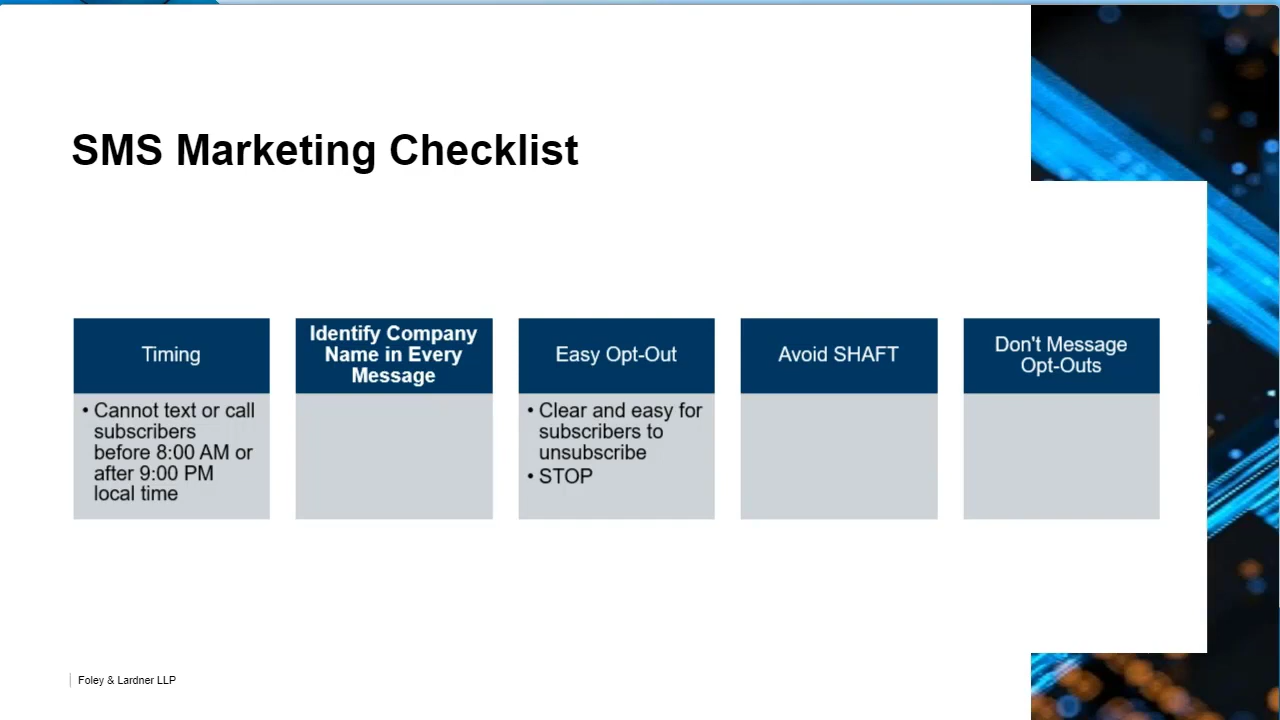 SMS Marketing Checklist
Timing
• Cannot text or call
subscribers
before 8:00 AM or
after 9:00 PM
local time
Identify Company
Name in Every
Message
Easy Opt-Out
• Clear and easy for
subscribers to
unsubscribe
• STOP
Avoid SHAFT
Don't Message
Opt-Outs
Foley & Lardner LLP